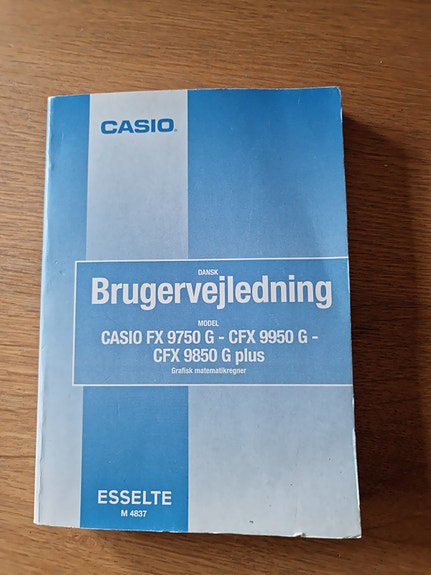 CASIO®
DANSK
Brugervejledning
MODEL
CASIO FX 9750 G - CFX 9950 G -
CFX 9850 G plus
Grafisk matematikregner
ESSELTE
M 4837